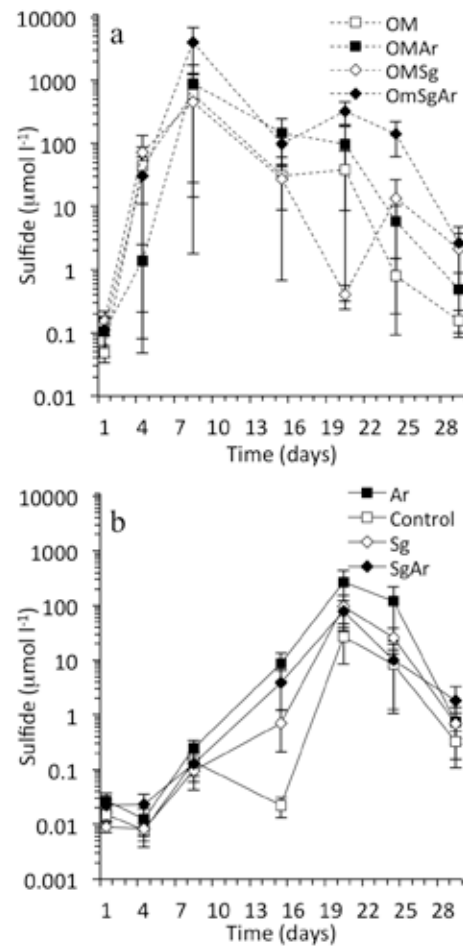 a
OM
OMAr
OMSg
OmSgAr
10000
1000
100
10
1
0.1
0.01
Sulfide (µmol l⁻¹)
1 4 7 10 13 16 19 22 25 28
Time (days)
b
Ar
Control
Sg
SgAr
10000
1000
100
10
1
0.1
0.01
0.001
Sulfide (µmol l⁻¹)
1 4 7 10 13 16 19 22 25 28
Time (days)